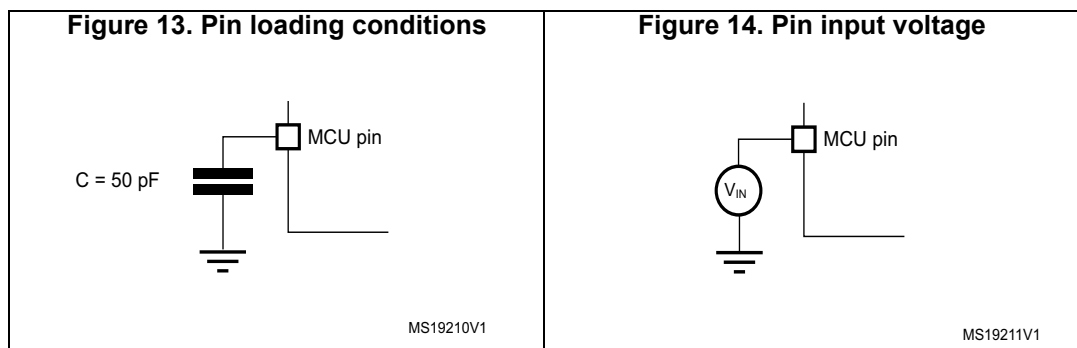 Figure 13. Pin loading conditions
MCU pin
C = 50 pF
MS19210V1
Figure 14. Pin input voltage
MCU pin
VIN
MS19211V1